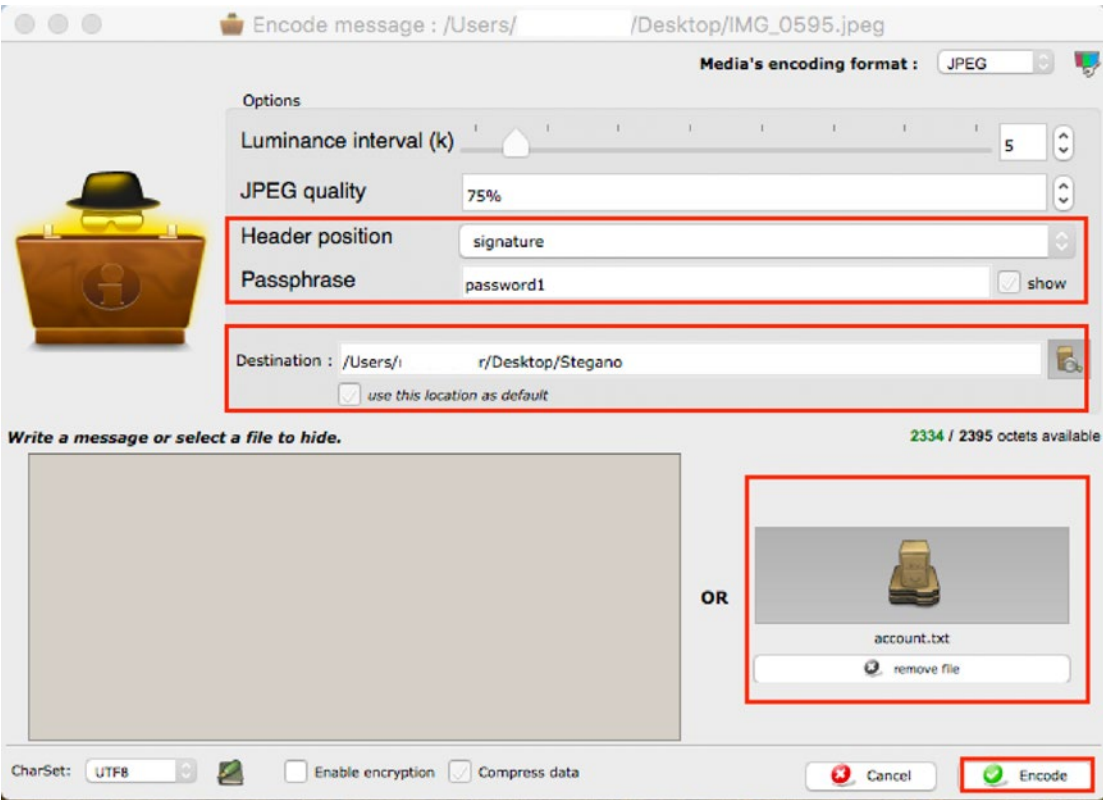 Encode message : /Users/ /Desktop/IMG_0595.jpeg
Media's encoding format : JPEG
Options
Luminance interval (k) 5
JPEG quality 75%
Header position signature
Passphrase password1 show
Destination : /Users/ r/Desktop/Stegano
use this location as default
Write a message or select a file to hide. 2334 / 2395 octets available
OR
account.txt
remove file
CharSet: UTF8 Enable encryption Compress data Cancel Encode